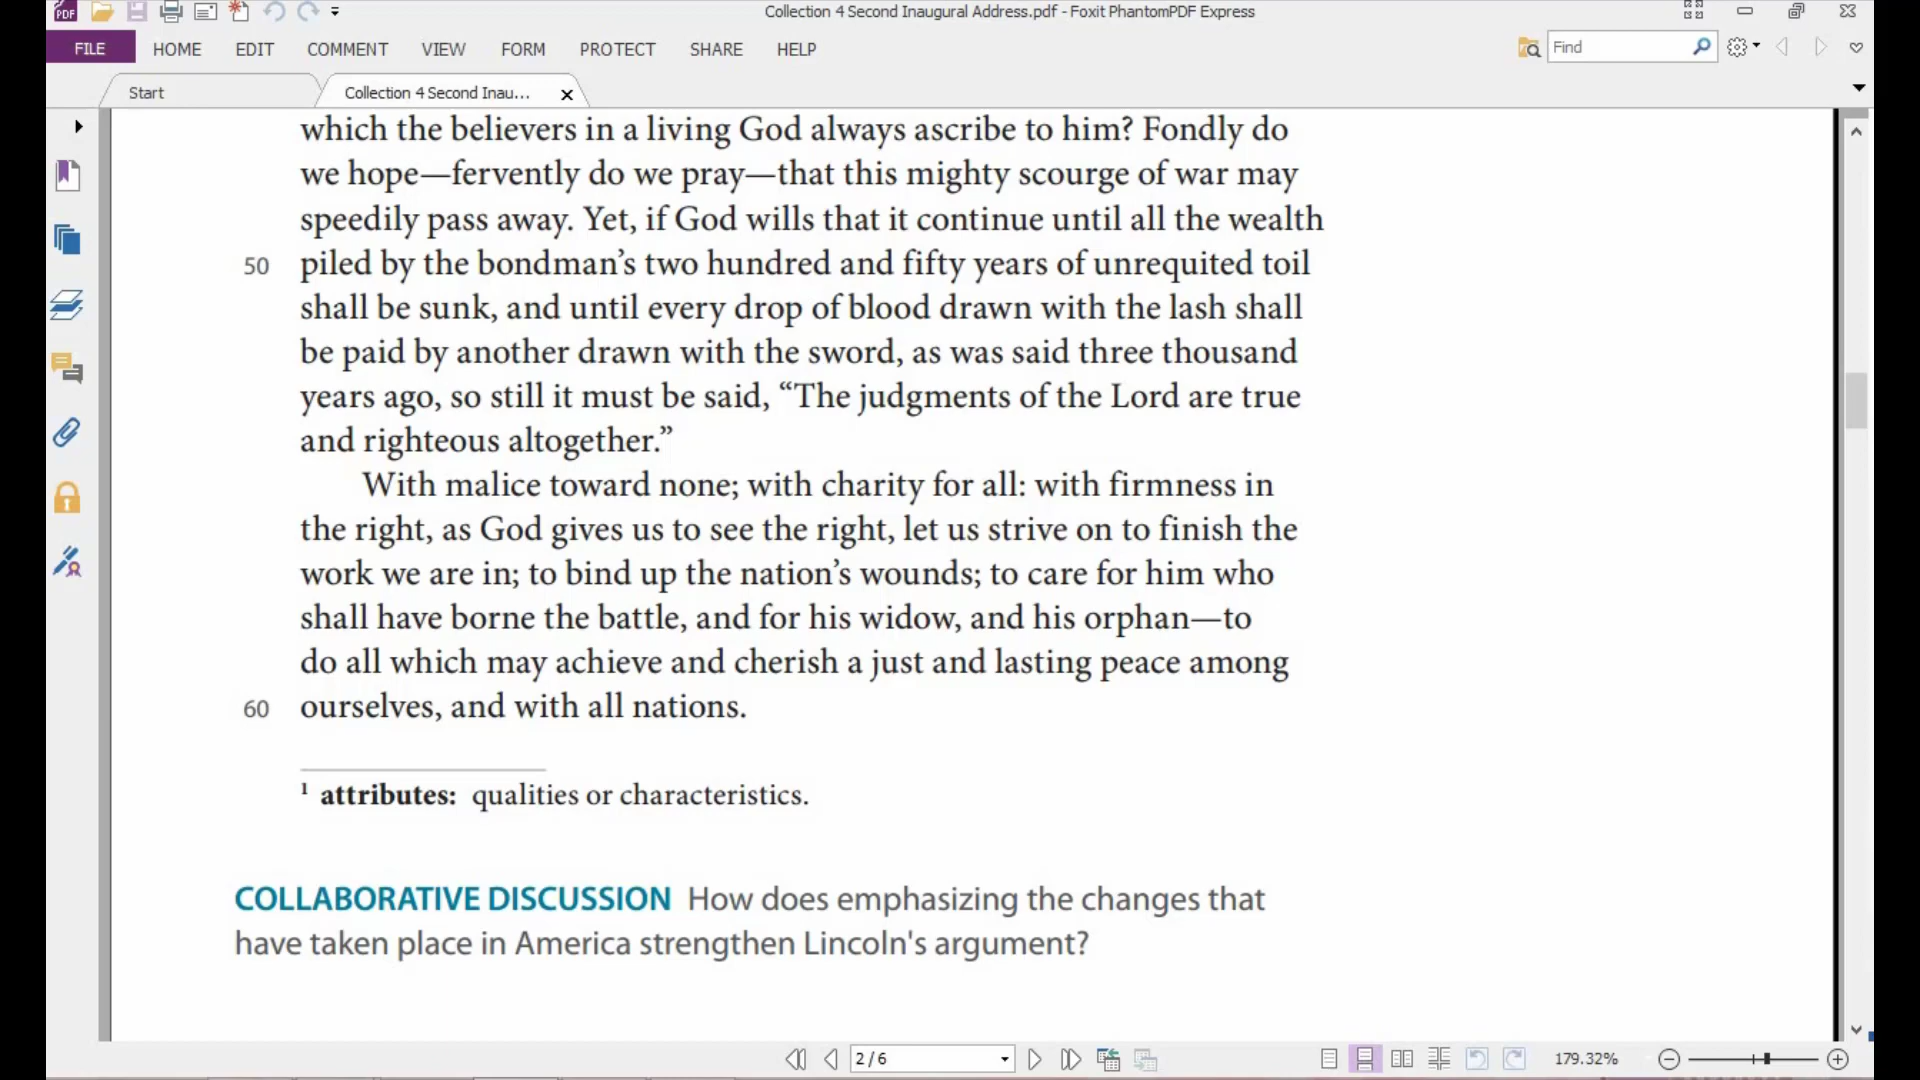 PDF
Collection 4 Second Inaugural Address.pdf - Foxit PhantomPDF Express
FILE HOME EDIT COMMENT VIEW FORM PROTECT SHARE HELP Find
Start Collection 4 Second Inau...
which the believers in a living God always ascribe to him? Fondly do
we hope—fervently do we pray—that this mighty scourge of war may
speedily pass away. Yet, if God wills that it continue until all the wealth
50 piled by the bondman’s two hundred and fifty years of unrequited toil
shall be sunk, and until every drop of blood drawn with the lash shall
be paid by another drawn with the sword, as was said three thousand
years ago, so still it must be said, “The judgments of the Lord are true
and righteous altogether.”
With malice toward none; with charity for all: with firmness in
the right, as God gives us to see the right, let us strive on to finish the
work we are in; to bind up the nation’s wounds; to care for him who
shall have borne the battle, and for his widow, and his orphan—to
do all which may achieve and cherish a just and lasting peace among
60 ourselves, and with all nations.
1 attributes: qualities or characteristics.
COLLABORATIVE DISCUSSION How does emphasizing the changes that
have taken place in America strengthen Lincoln's argument?
2 / 6 179.32%